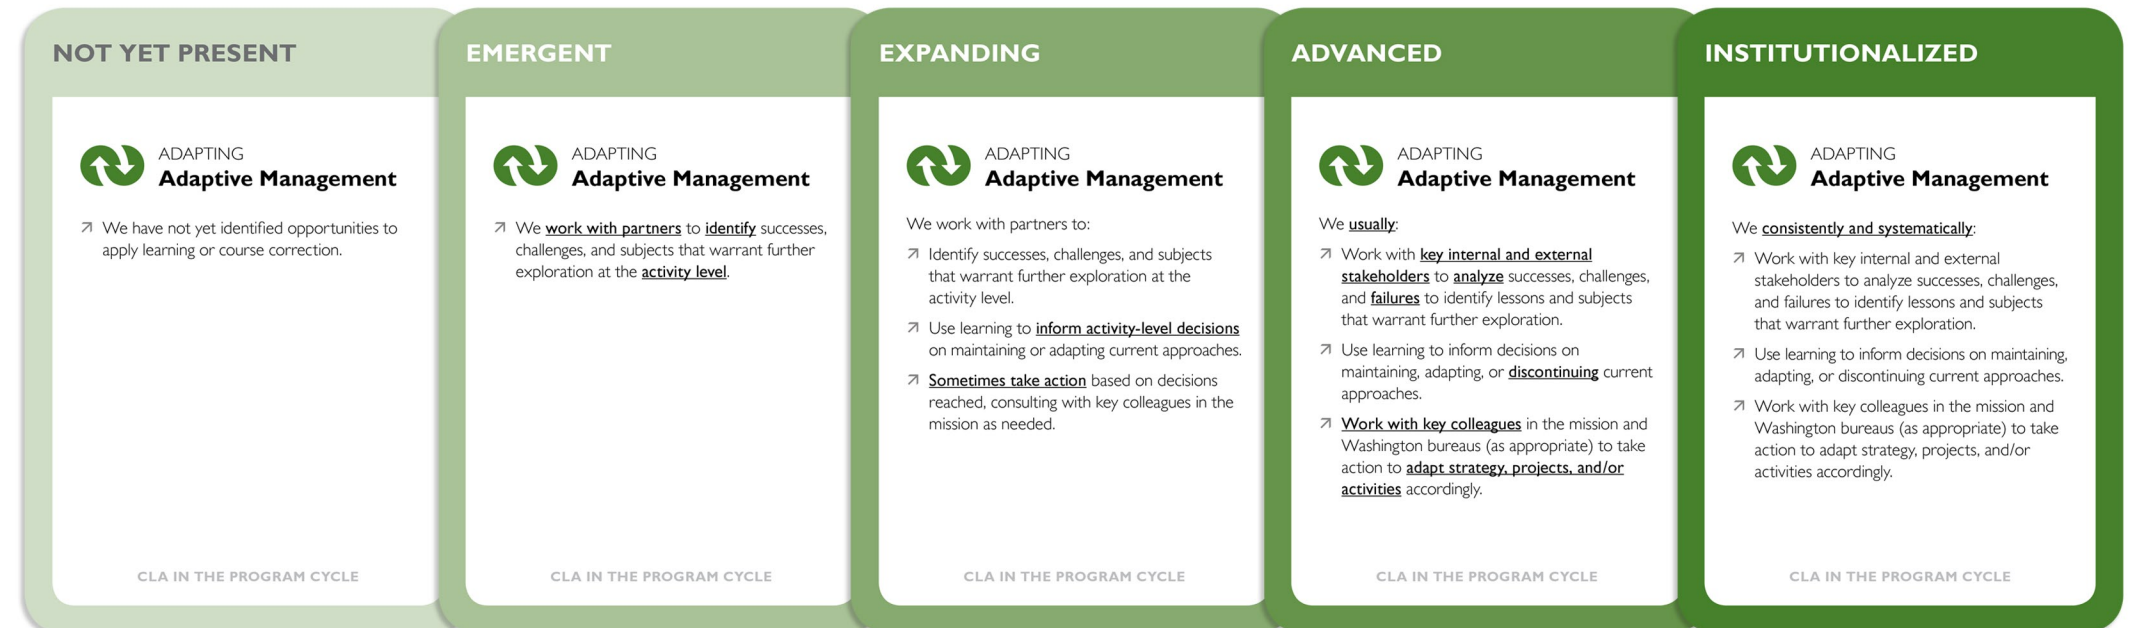 NOT YET PRESENT
ADAPTING
Adaptive Management
We have not yet identified opportunities to
apply learning or course correction.
CLA IN THE PROGRAM CYCLE
EMERGENT
ADAPTING
Adaptive Management
We work with partners to identify successes,
challenges, and subjects that warrant further
exploration at the activity level.
CLA IN THE PROGRAM CYCLE
EXPANDING
ADAPTING
Adaptive Management
We work with partners to:
Identify successes, challenges, and subjects
that warrant further exploration at the
activity level.
Use learning to inform activity-level decisions
on maintaining or adapting current approaches.
Sometimes take action based on decisions
reached, consulting with key colleagues in the
mission as needed.
CLA IN THE PROGRAM CYCLE
ADVANCED
ADAPTING
Adaptive Management
We usually:
Work with key internal and external
stakeholders to analyze successes, challenges,
and failures to identify lessons and subjects
that warrant further exploration.
Use learning to inform decisions on
maintaining, adapting, or discontinuing current
approaches.
Work with key colleagues in the mission and
Washington bureaus (as appropriate) to take
action to adapt strategy, projects, and/or
activities accordingly.
CLA IN THE PROGRAM CYCLE
INSTITUTIONALIZED
ADAPTING
Adaptive Management
We consistently and systematically:
Work with key internal and external
stakeholders to analyze successes, challenges,
and failures to identify lessons and subjects
that warrant further exploration.
Use learning to inform decisions on maintaining,
adapting, or discontinuing current approaches.
Work with key colleagues in the mission and
Washington bureaus (as appropriate) to take
action to adapt strategy, projects, and/or
activities accordingly.
CLA IN THE PROGRAM CYCLE